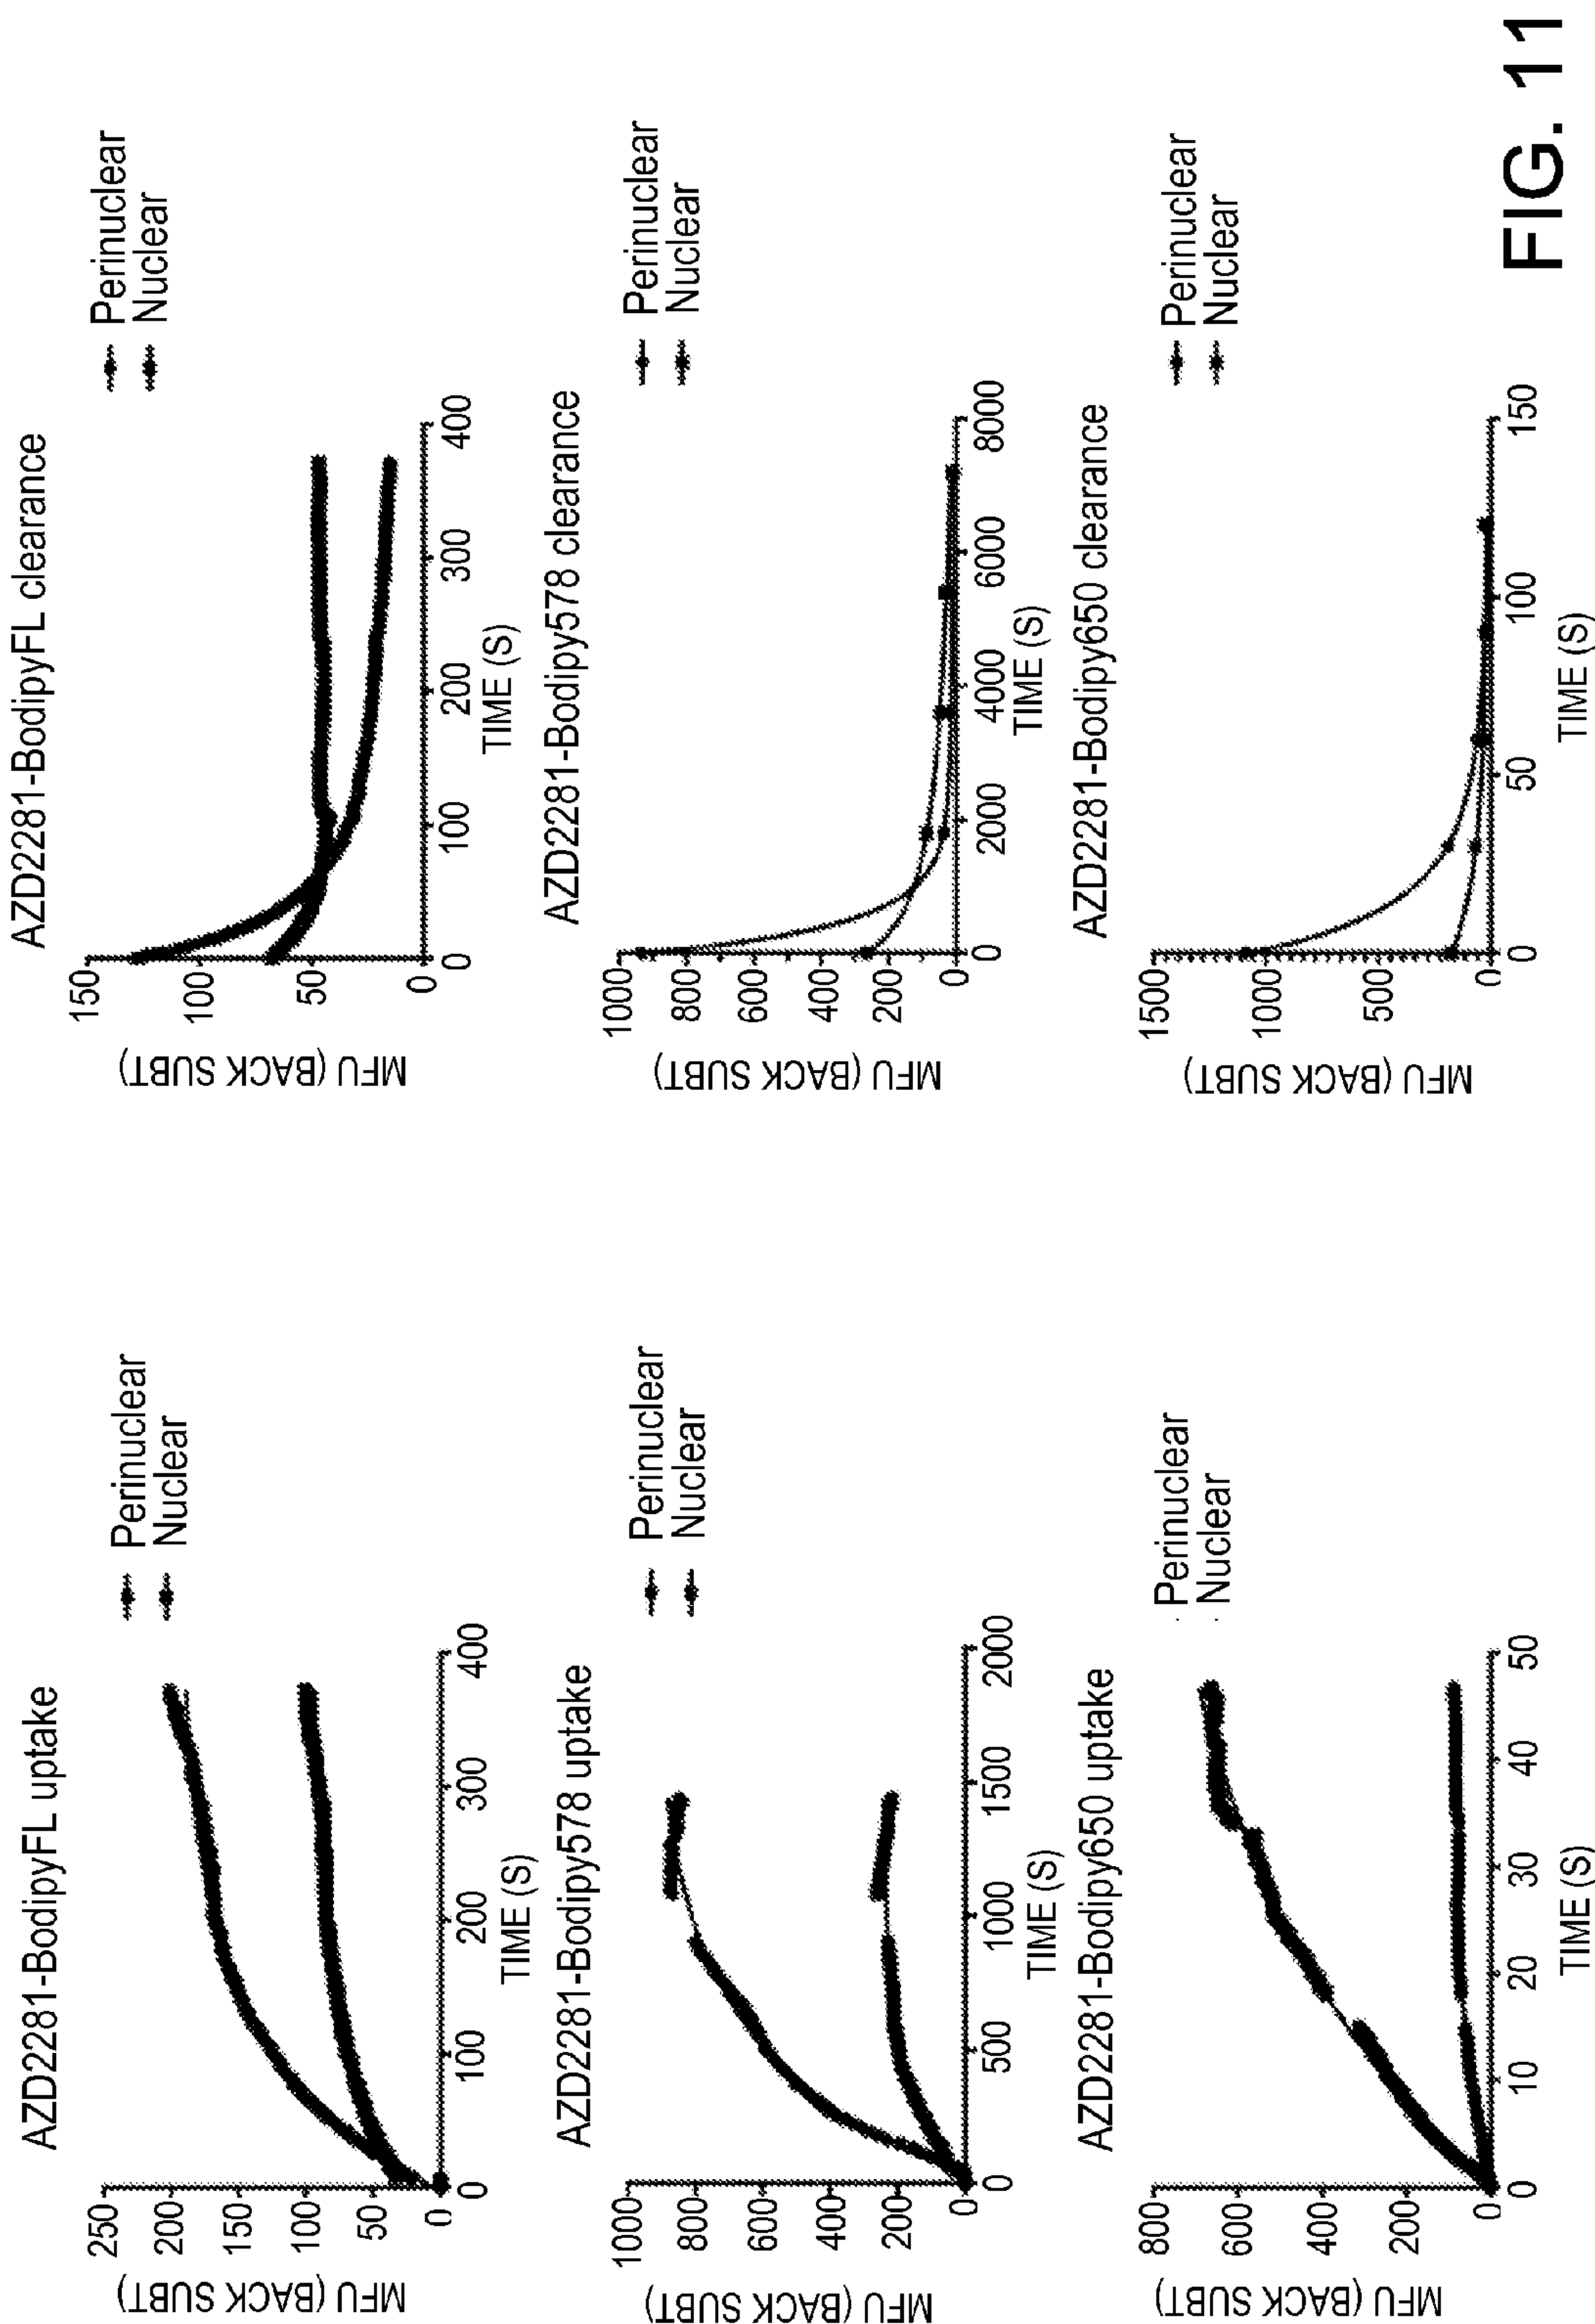 AZD2281-BodipyFL uptake
MFU (BACK SUBT)
250
200
150
100
50
0
0 100 200 300 400
TIME (S)
Perinuclear
Nuclear
AZD2281-BodipyFL clearance
MFU (BACK SUBT)
150
100
50
0
0 100 200 300 400
TIME (S)
Perinuclear
Nuclear
AZD2281-Bodipy578 uptake
MFU (BACK SUBT)
1000
800
600
400
200
0
0 500 1000 1500 2000
TIME (S)
Perinuclear
Nuclear
AZD2281-Bodipy578 clearance
MFU (BACK SUBT)
1000
800
600
400
200
0
0 2000 4000 6000 8000
TIME (S)
Perinuclear
Nuclear
AZD2281-Bodipy650 uptake
MFU (BACK SUBT)
800
600
400
200
0
0 10 20 30 40 50
TIME (S)
Perinuclear
Nuclear
AZD2281-Bodipy650 clearance
MFU (BACK SUBT)
1500
1000
500
0
0 50 100 150
TIME (S)
Perinuclear
Nuclear
FIG. 11